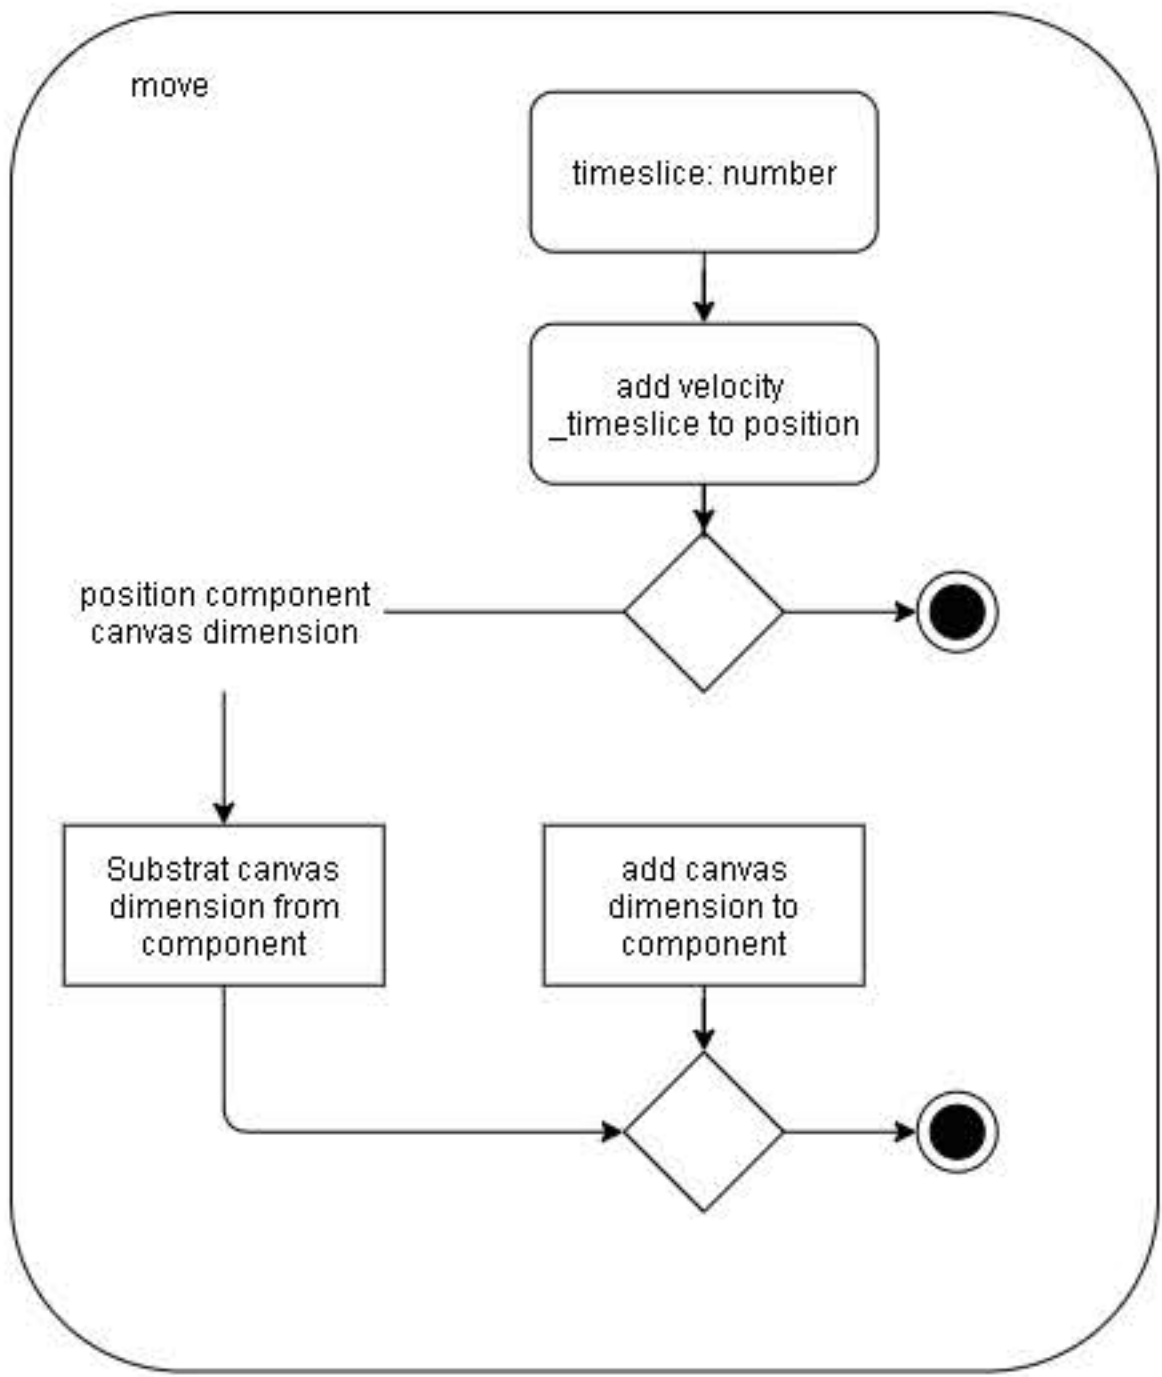 move
timeslice: number
add velocity
_timeslice to position
position component
canvas dimension
Substrat canvas
dimension from
component
add canvas
dimension to
component